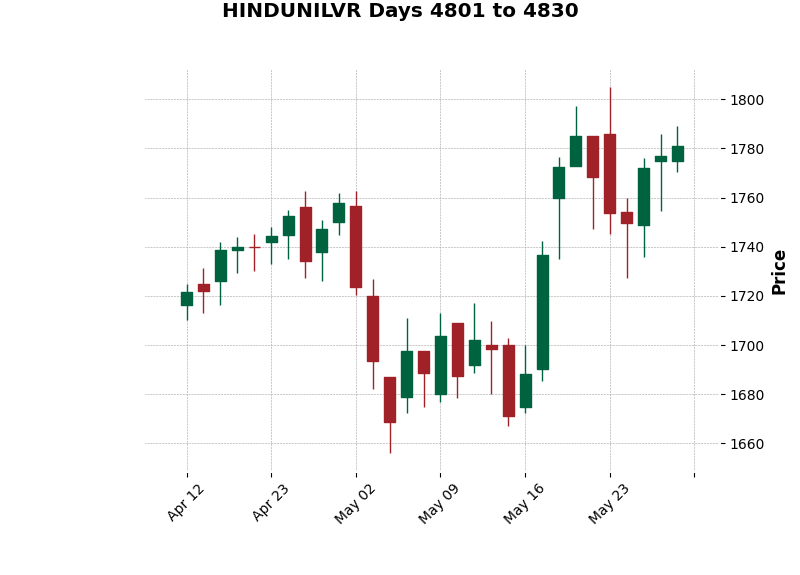 HINDUNILVR Days 4801 to 4830
1800
1780
1760
1740
1720
1700
1680
1660
Price
Apr 12
Apr 23
May 02
May 09
May 16
May 23